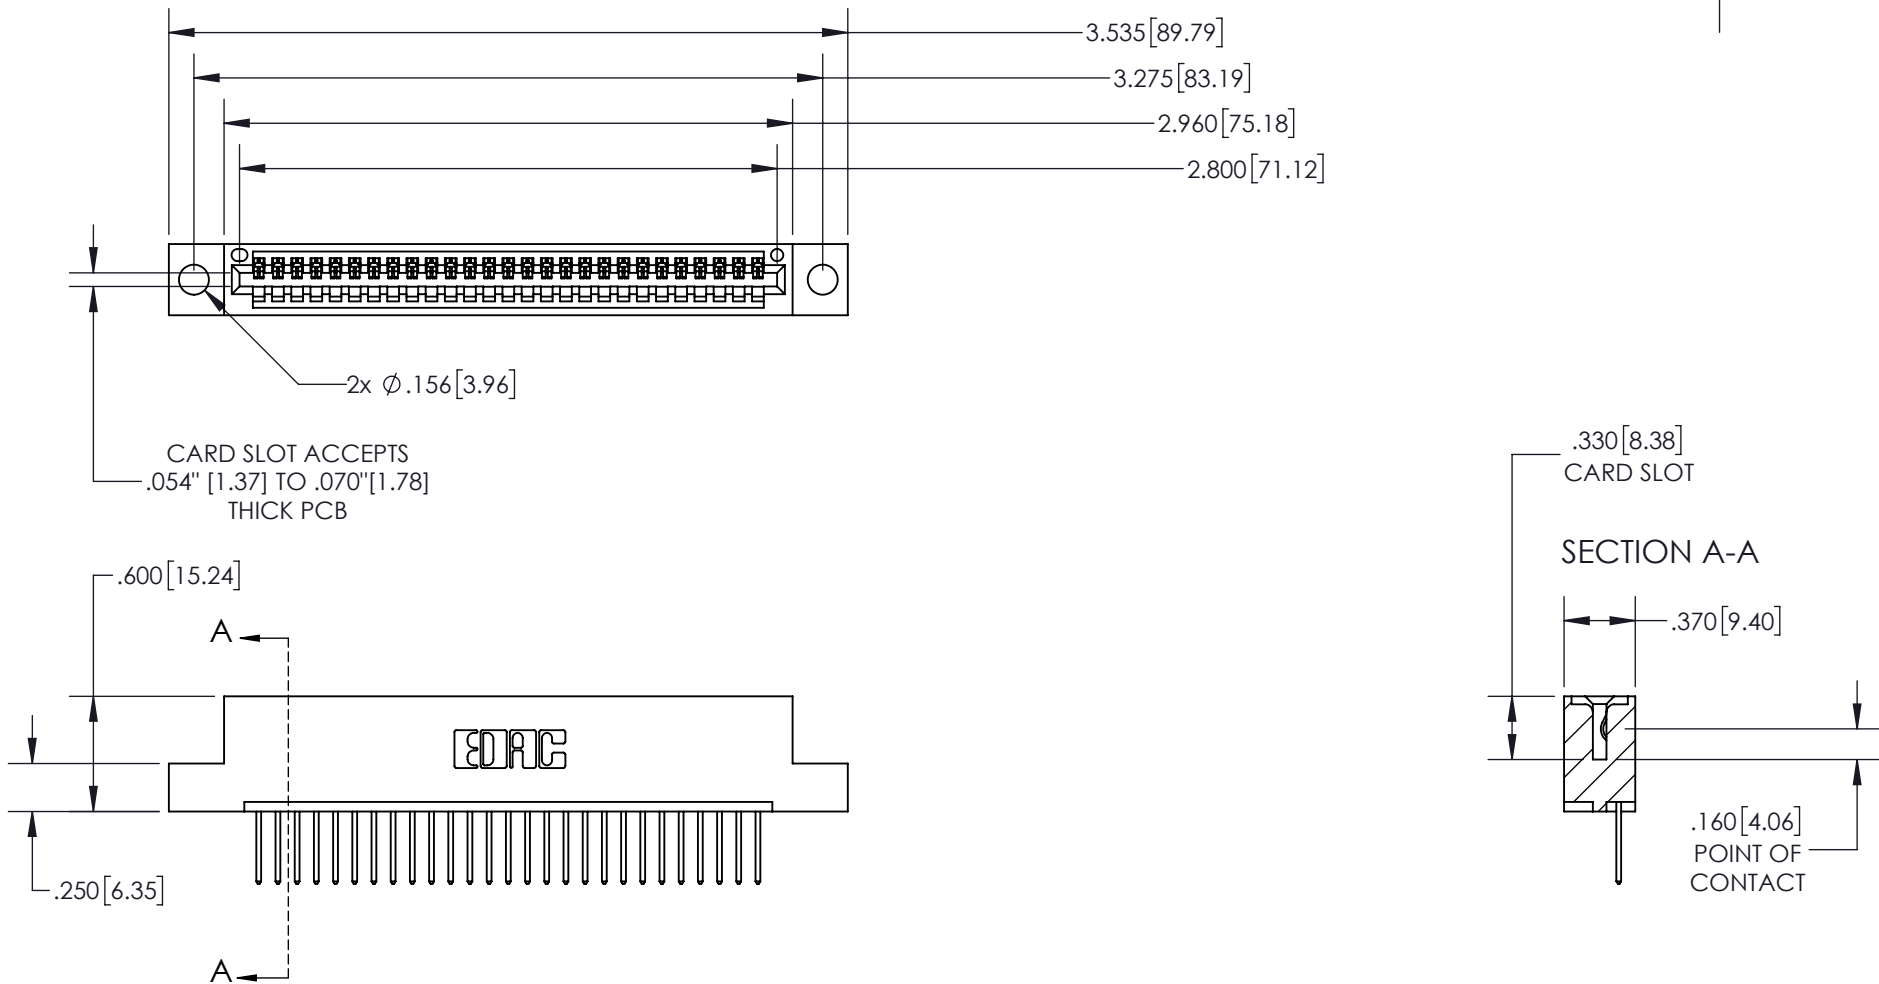 3.535[89.79]
3.275[83.19]
2.960[75.18]
2.800[71.12]
2x ∅.156[3.96]
CARD SLOT ACCEPTS
.054" [1.37] TO .070"[1.78]
THICK PCB
.330[8.38]
CARD SLOT
SECTION A-A
.600[15.24]
A
.370[9.40]
EDAC
.160[4.06]
POINT OF
CONTACT
.250[6.35]
A